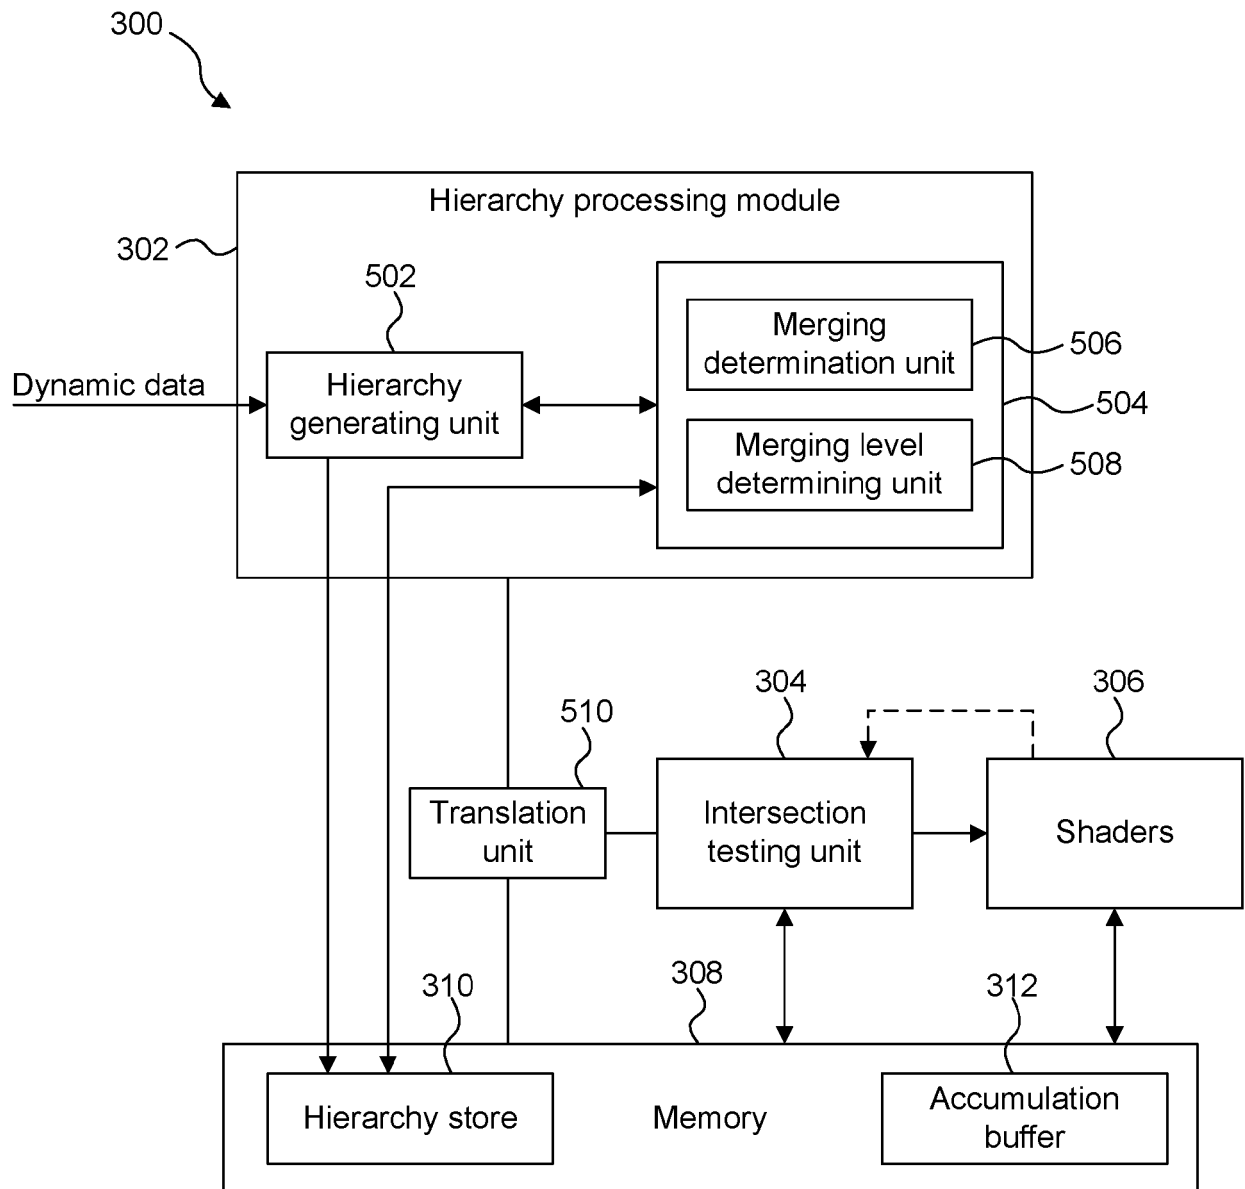 300
Hierarchy processing module
302
502
Merging
determination unit
506
Dynamic data
Hierarchy
generating unit
504
Merging level
determining unit
508
304
306
510
Translation
unit
Intersection
testing unit
Shaders
310
308
312
Hierarchy store
Memory
Accumulation
buffer